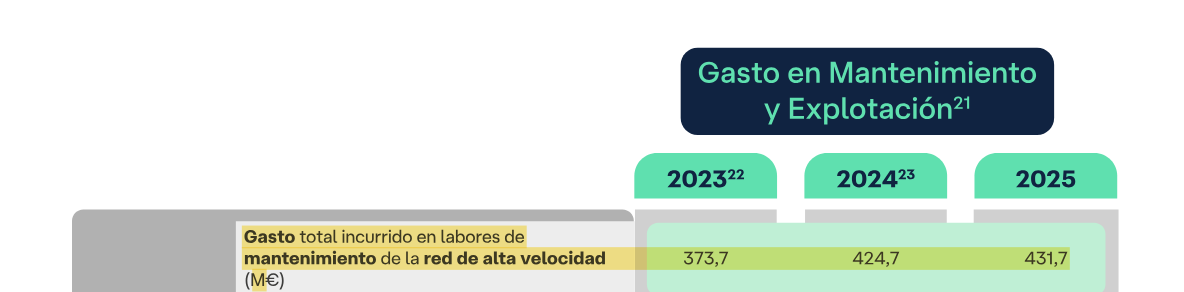 Gasto en Mantenimiento
y Explotación²¹
2023²² 2024²³ 2025
Gasto total incurrido en labores de
mantenimiento de la red de alta velocidad 373,7 424,7 431,7
(M€)